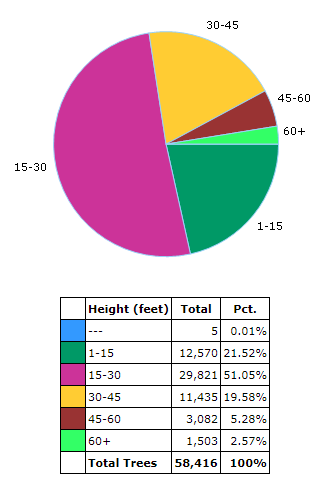 30-45
45-60
60+
15-30
1-15
Height (feet) Total Pct.
--- 5 0.01%
1-15 12,570 21.52%
15-30 29,821 51.05%
30-45 11,435 19.58%
45-60 3,082 5.28%
60+ 1,503 2.57%
Total Trees 58,416 100%